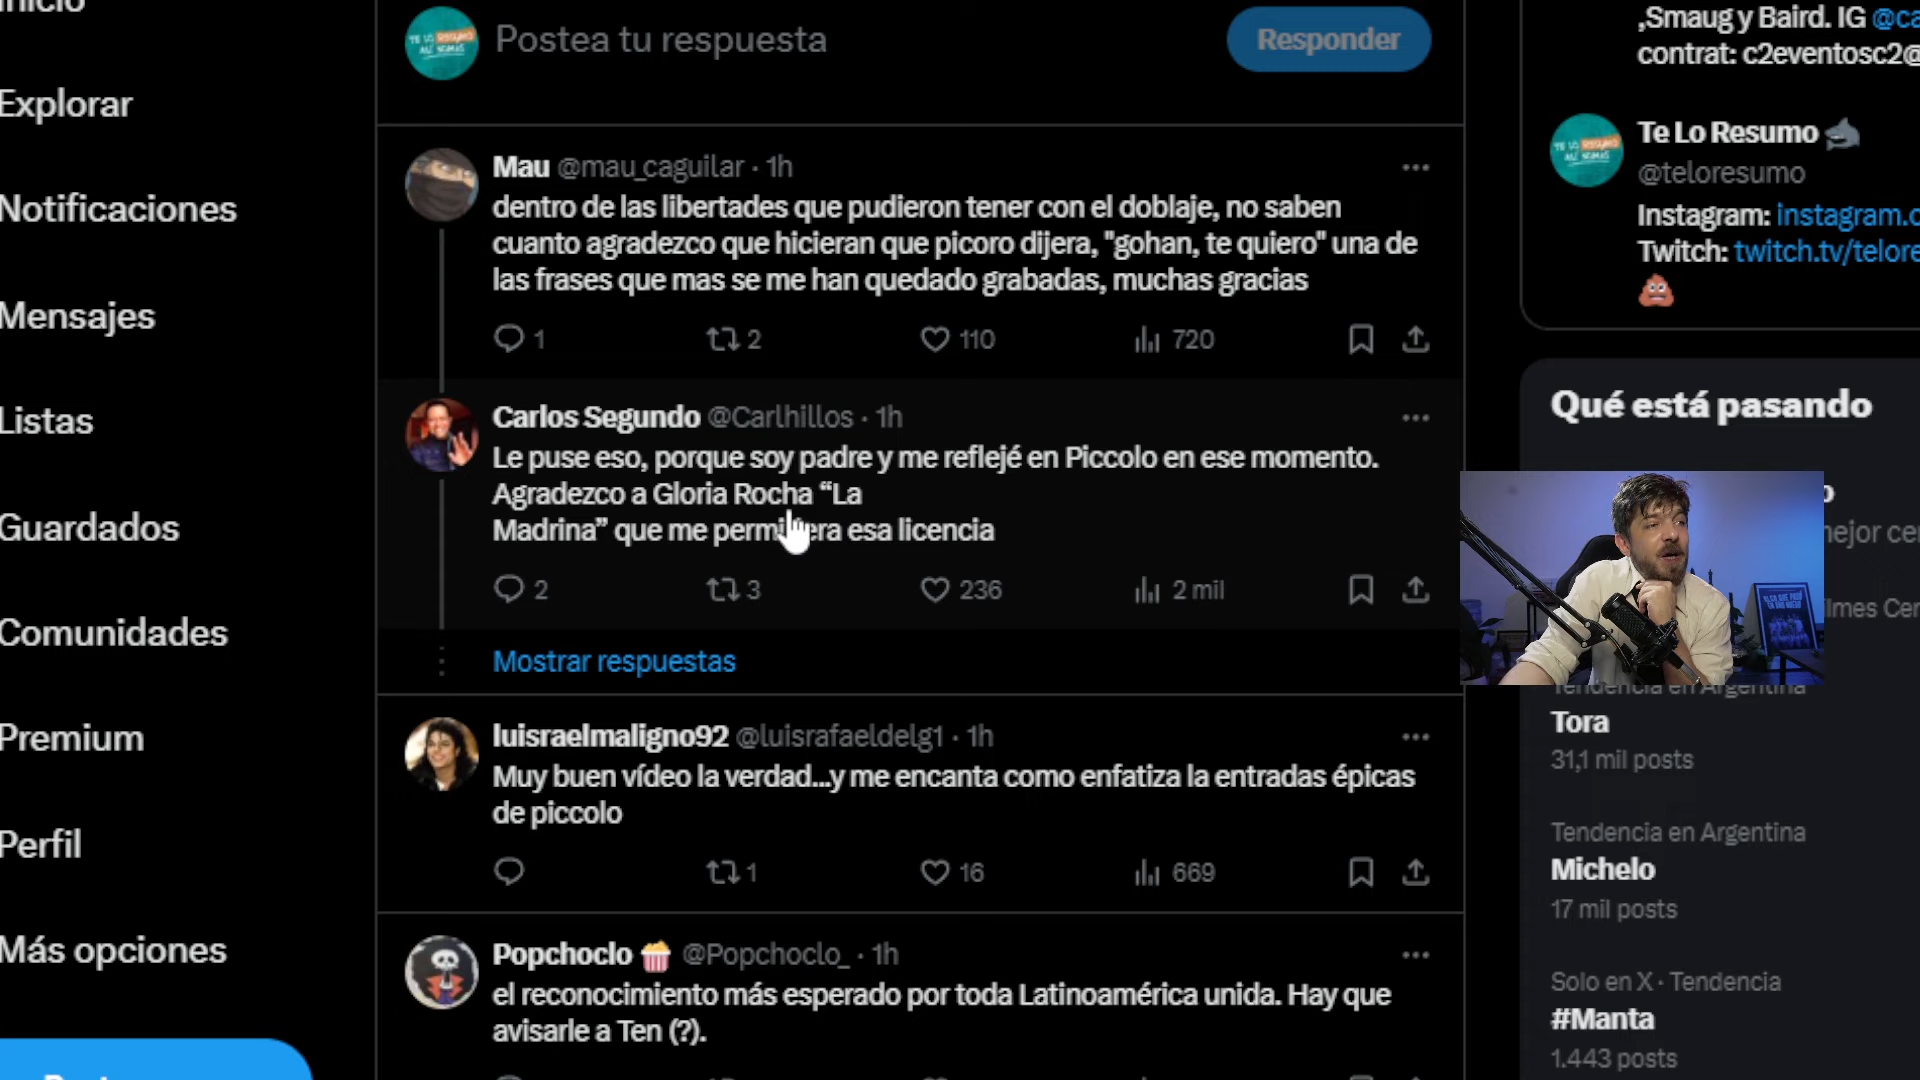 Inicio
Explorar
Notificaciones
Mensajes
Listas
Guardados
Comunidades
Premium
Perfil
Más opciones
Postea tu respuesta
Responder
Mau @mau_caguilar · 1h
dentro de las libertades que pudieron tener con el doblaje, no saben
cuanto agradezco que hicieran que picoro dijera, "gohan, te quiero" una de
las frases que mas se me han quedado grabadas, muchas gracias
1 2 110 720
Carlos Segundo @Carlhillos · 1h
Le puse eso, porque soy padre y me reflejé en Piccolo en ese momento.
Agradezco a Gloria Rocha “La
Madrina” que me permitiera esa licencia
2 3 236 2 mil
Mostrar respuestas
luisraelmaligno92 @luisrafaeldelg1 · 1h
Muy buen vídeo la verdad...y me encanta como enfatiza la entradas épicas
de piccolo
1 16 669
Popchoclo 🍿 @Popchoclo_ · 1h
el reconocimiento más esperado por toda Latinoamérica unida. Hay que
avisarle a Ten (?).
,Smaug y Baird. IG @ca
contrat: c2eventosc2@
TE LO RESUMO
ASÍ NOMÁS
Te Lo Resumo 🦈
@teloresumo
Instagram: instagram.c
Twitch: twitch.tv/telore
💩
Qué está pasando
Tendencia en Argentina
Tora
31,1 mil posts
Tendencia en Argentina
Michelo
17 mil posts
Solo en X · Tendencia
#Manta
1.443 posts